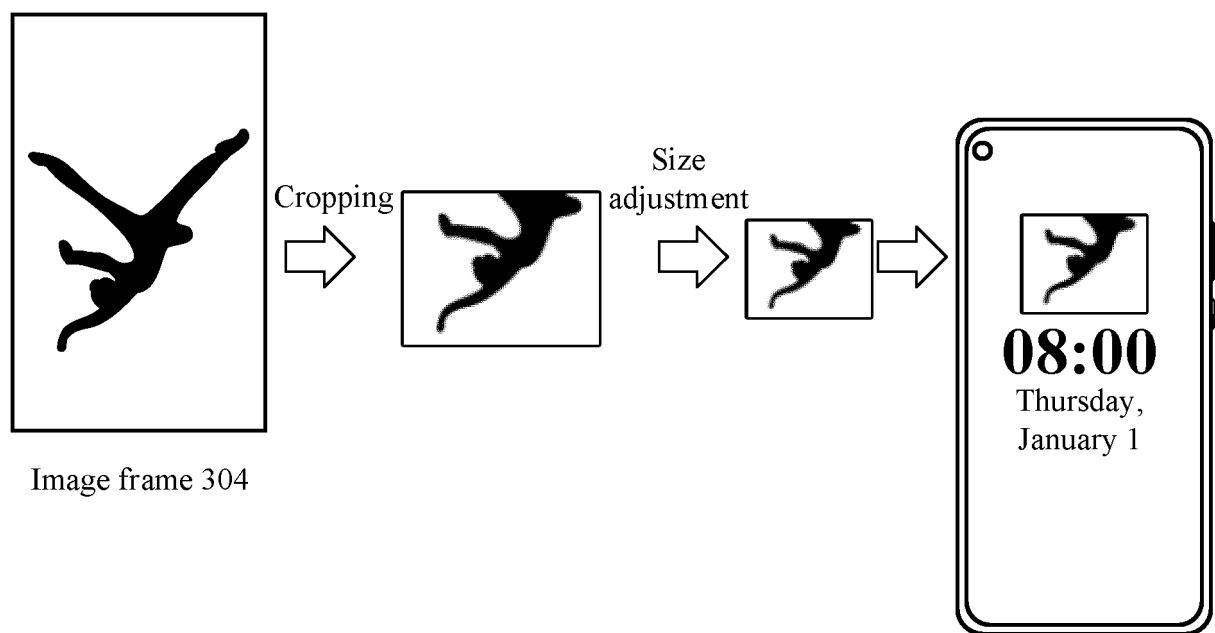 Image frame 304
Cropping
Size
adjustment
08:00
Thursday,
January 1